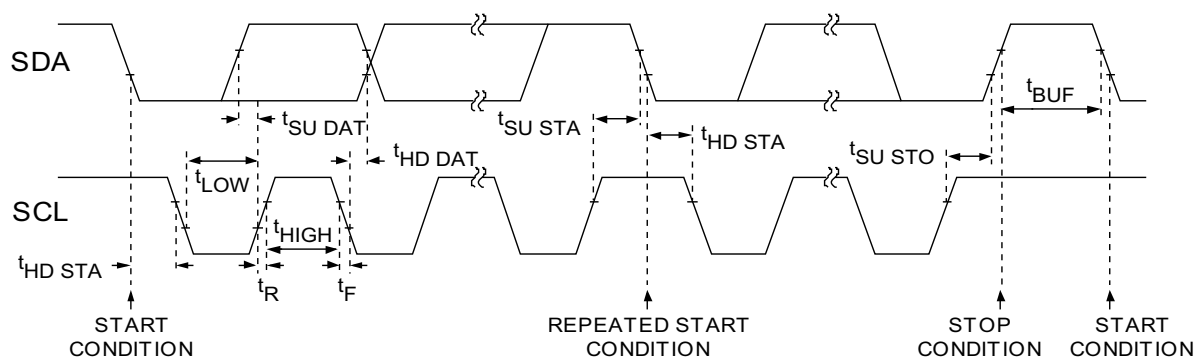 SDA
tBUF
tSU DAT
tSU STA
tHD STA
tHD DAT
tSU STO
tLOW
SCL
tHIGH
tHD STA
tR
tF
START
CONDITION
REPEATED START
CONDITION
STOP
CONDITION
START
CONDITION